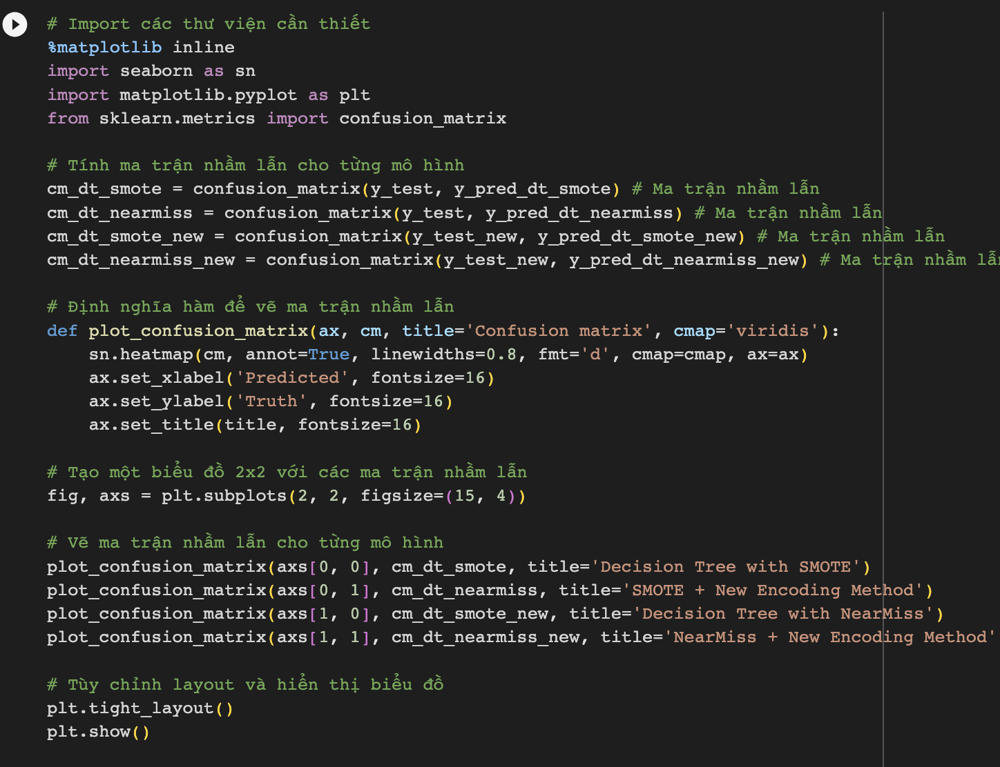 # Import các thư viện cần thiết
%matplotlib inline
import seaborn as sn
import matplotlib.pyplot as plt
from sklearn.metrics import confusion_matrix
# Tính ma trận nhầm lẫn cho từng mô hình
cm_dt_smote = confusion_matrix(y_test, y_pred_dt_smote) # Ma trận nhầm lẫn
cm_dt_nearmiss = confusion_matrix(y_test, y_pred_dt_nearmiss) # Ma trận nhầm lẫn
cm_dt_smote_new = confusion_matrix(y_test_new, y_pred_dt_smote_new) # Ma trận nhầm lẫn
cm_dt_nearmiss_new = confusion_matrix(y_test_new, y_pred_dt_nearmiss_new) # Ma trận nhầm lẫn
# Định nghĩa hàm để vẽ ma trận nhầm lẫn
def plot_confusion_matrix(ax, cm, title='Confusion matrix', cmap='viridis'):
    sn.heatmap(cm, annot=True, linewidths=0.8, fmt='d', cmap=cmap, ax=ax)
    ax.set_xlabel('Predicted', fontsize=16)
    ax.set_ylabel('Truth', fontsize=16)
    ax.set_title(title, fontsize=16)
# Tạo một biểu đồ 2x2 với các ma trận nhầm lẫn
fig, axs = plt.subplots(2, 2, figsize=(15, 4))
# Vẽ ma trận nhầm lẫn cho từng mô hình
plot_confusion_matrix(axs[0, 0], cm_dt_smote, title='Decision Tree with SMOTE')
plot_confusion_matrix(axs[0, 1], cm_dt_nearmiss, title='SMOTE + New Encoding Method')
plot_confusion_matrix(axs[1, 0], cm_dt_smote_new, title='Decision Tree with NearMiss')
plot_confusion_matrix(axs[1, 1], cm_dt_nearmiss_new, title='NearMiss + New Encoding Method'
# Tùy chỉnh layout và hiển thị biểu đồ
plt.tight_layout()
plt.show()